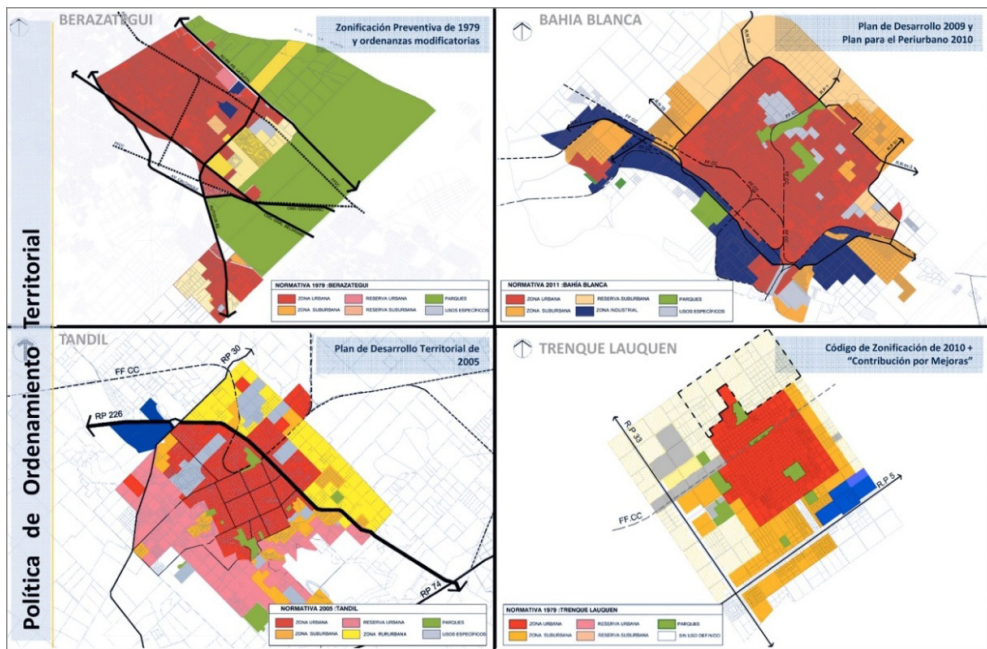 Política de Ordenamiento Territorial
BERAZATEGUI
Zonificación Preventiva de 1979
y ordenanzas modificatorias
NORMATIVA 1979 :BERAZATEGUI
ZONA URBANA
RESERVA URBANA
PARQUES
ZONA SUBURBANA
RESERVA SUBURBANA
USOS ESPECÍFICOS
BAHIA BLANCA
Plan de Desarrollo 2009 y
Plan para el Periurbano 2010
NORMATIVA 2011 :BAHÍA BLANCA
ZONA URBANA
RESERVA SUBURBANA
PARQUES
ZONA SUBURBANA
ZONA INDUSTRIAL
USOS ESPECÍFICOS
TANDIL
Plan de Desarrollo Territorial de
2005
RP 30
FF CC
RP 226
RP 74
NORMATIVA 2005 :TANDIL
ZONA URBANA
RESERVA URBANA
PARQUES
ZONA SUBURBANA
ZONA RURURBANA
USOS ESPECÍFICOS
TRENQUE LAUQUEN
Código de Zonificación de 2010 +
“Contribución por Mejoras”
R.P 33
R.P 5
FF.CC
NORMATIVA 1979 :TRENQUE LAUQUEN
ZONA URBANA
RESERVA URBANA
PARQUES
ZONA SUBURBANA
RESERVA SUBURBANA
SIN USO DEFINIDO